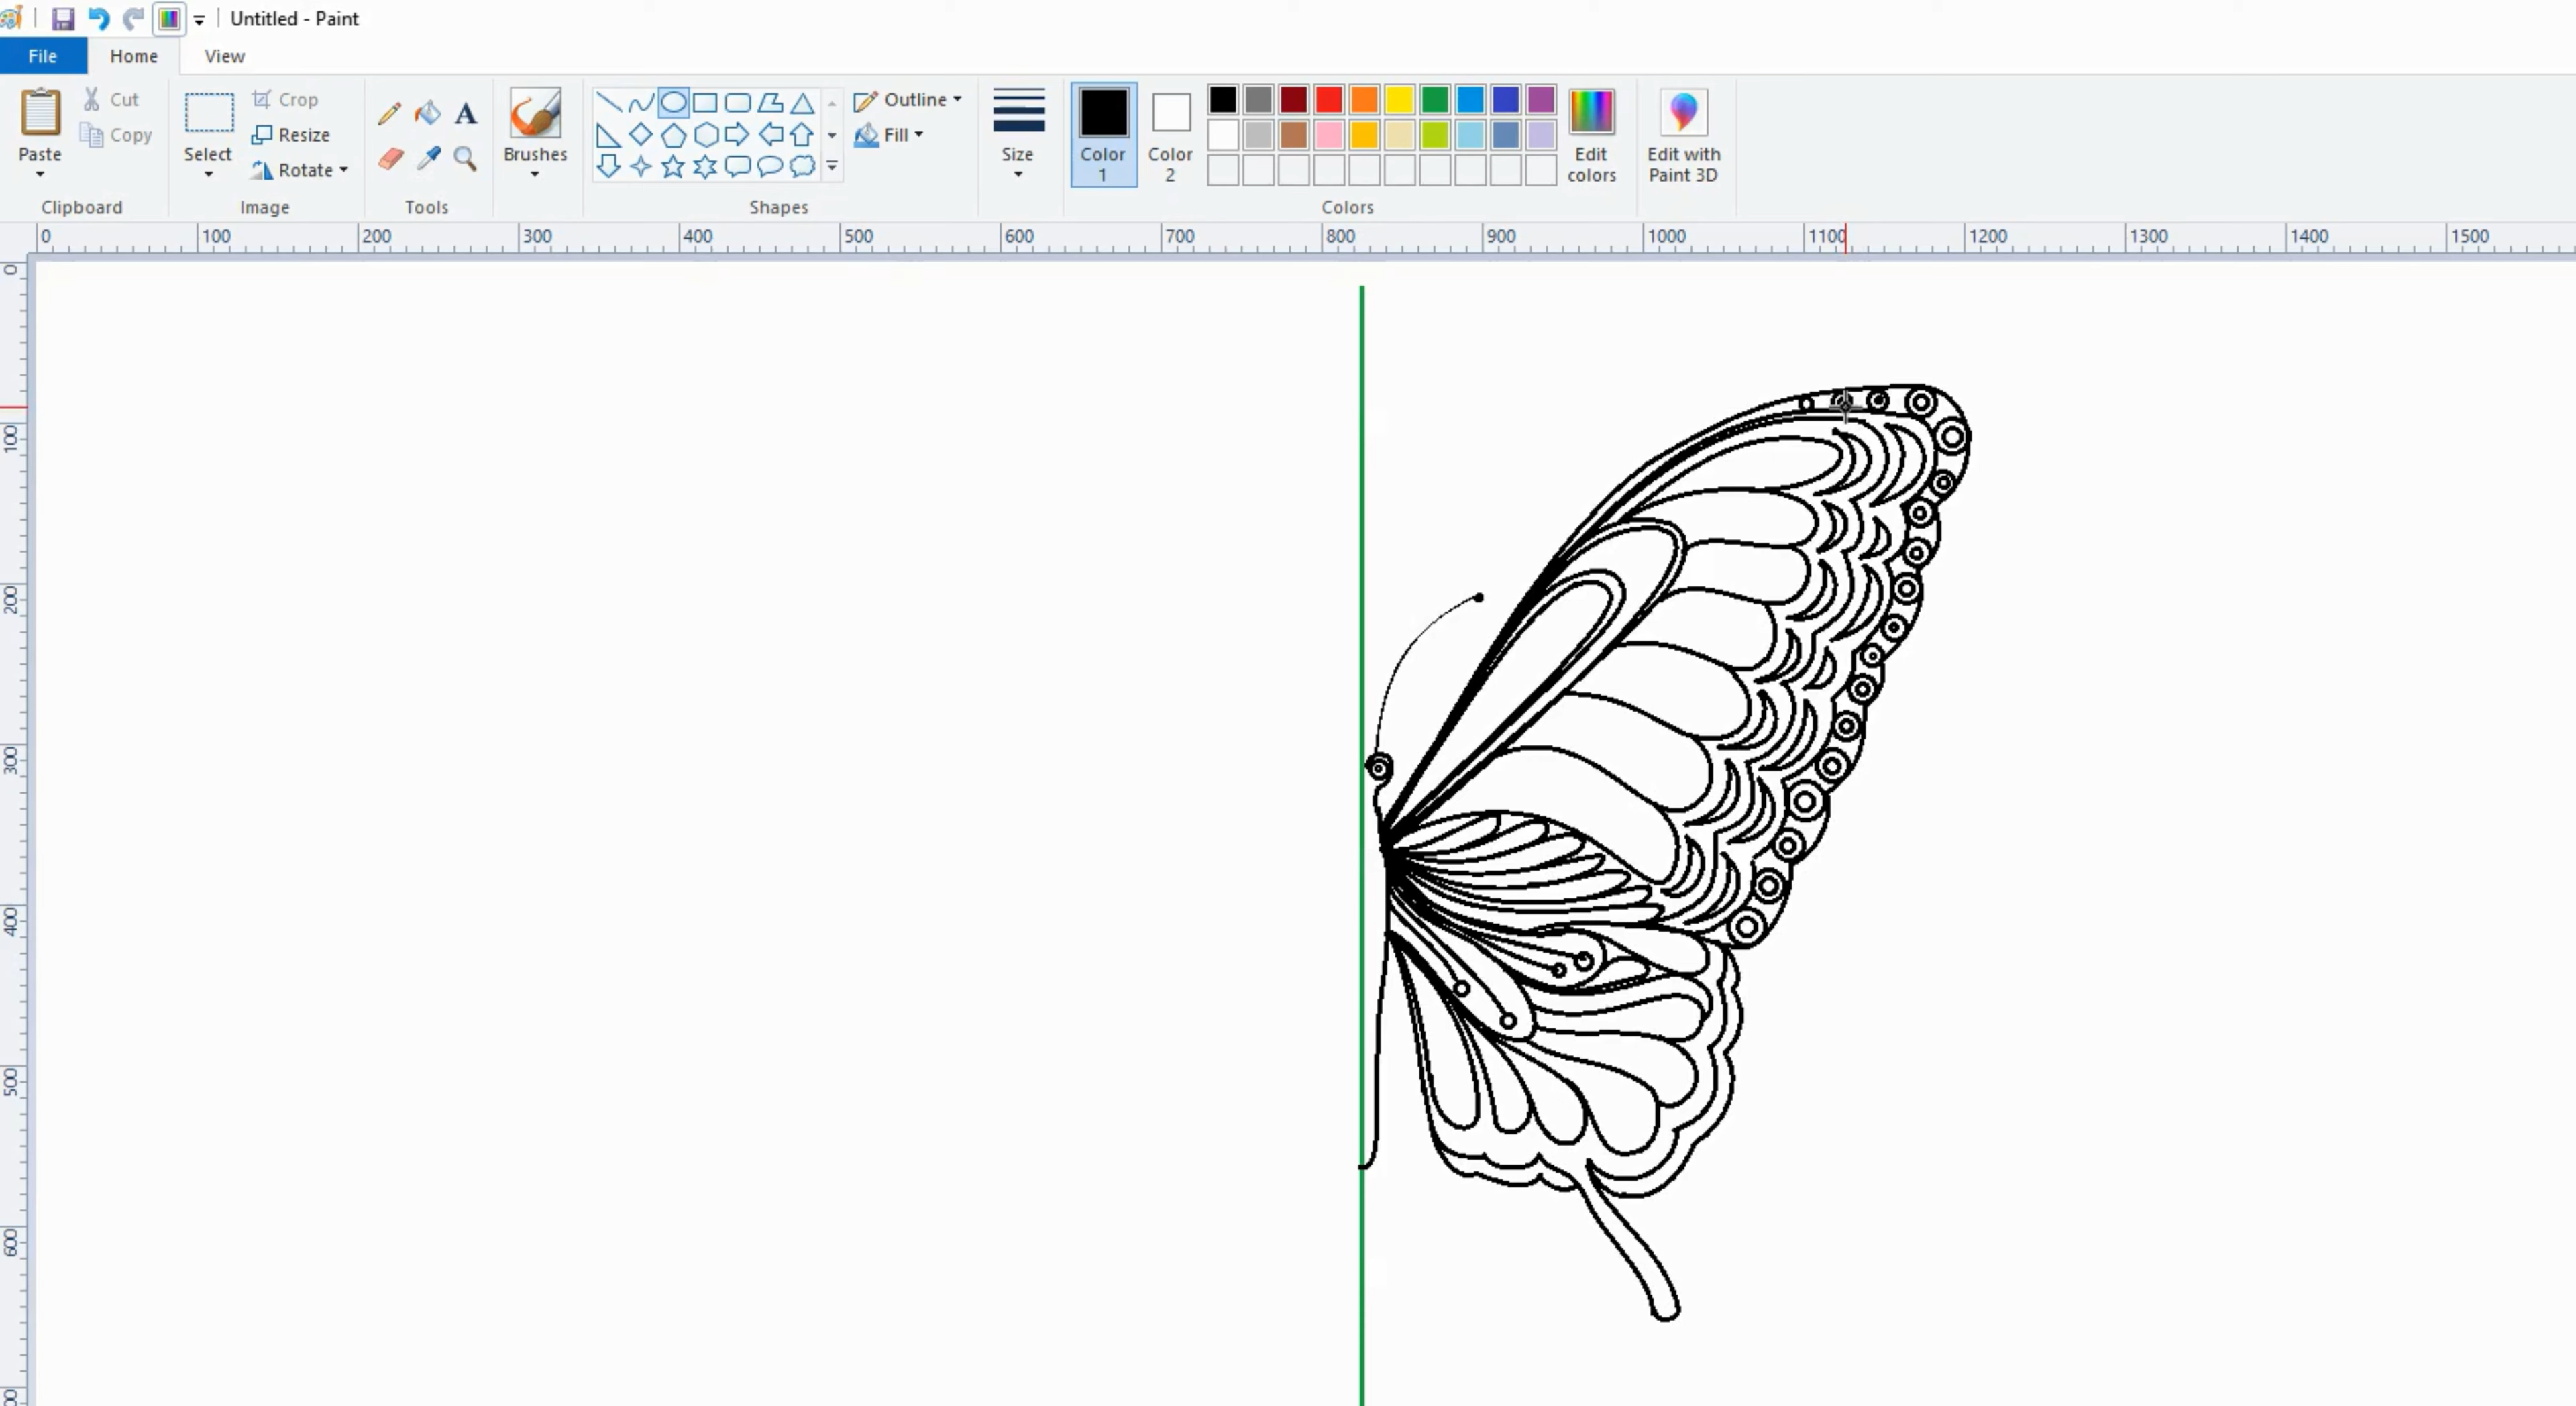 Untitled - Paint
File Home View
Paste
Cut
Copy
Clipboard
Select
Crop
Resize
Rotate
Image
A
Tools
Brushes
Shapes
Outline
Fill
Size
Color 1
Color 2
Colors
Edit colors
Edit with Paint 3D
0 100 200 300 400 500 600 700 800 900 1000 1100 1200 1300 1400 1500
0
100
200
300
400
500
600